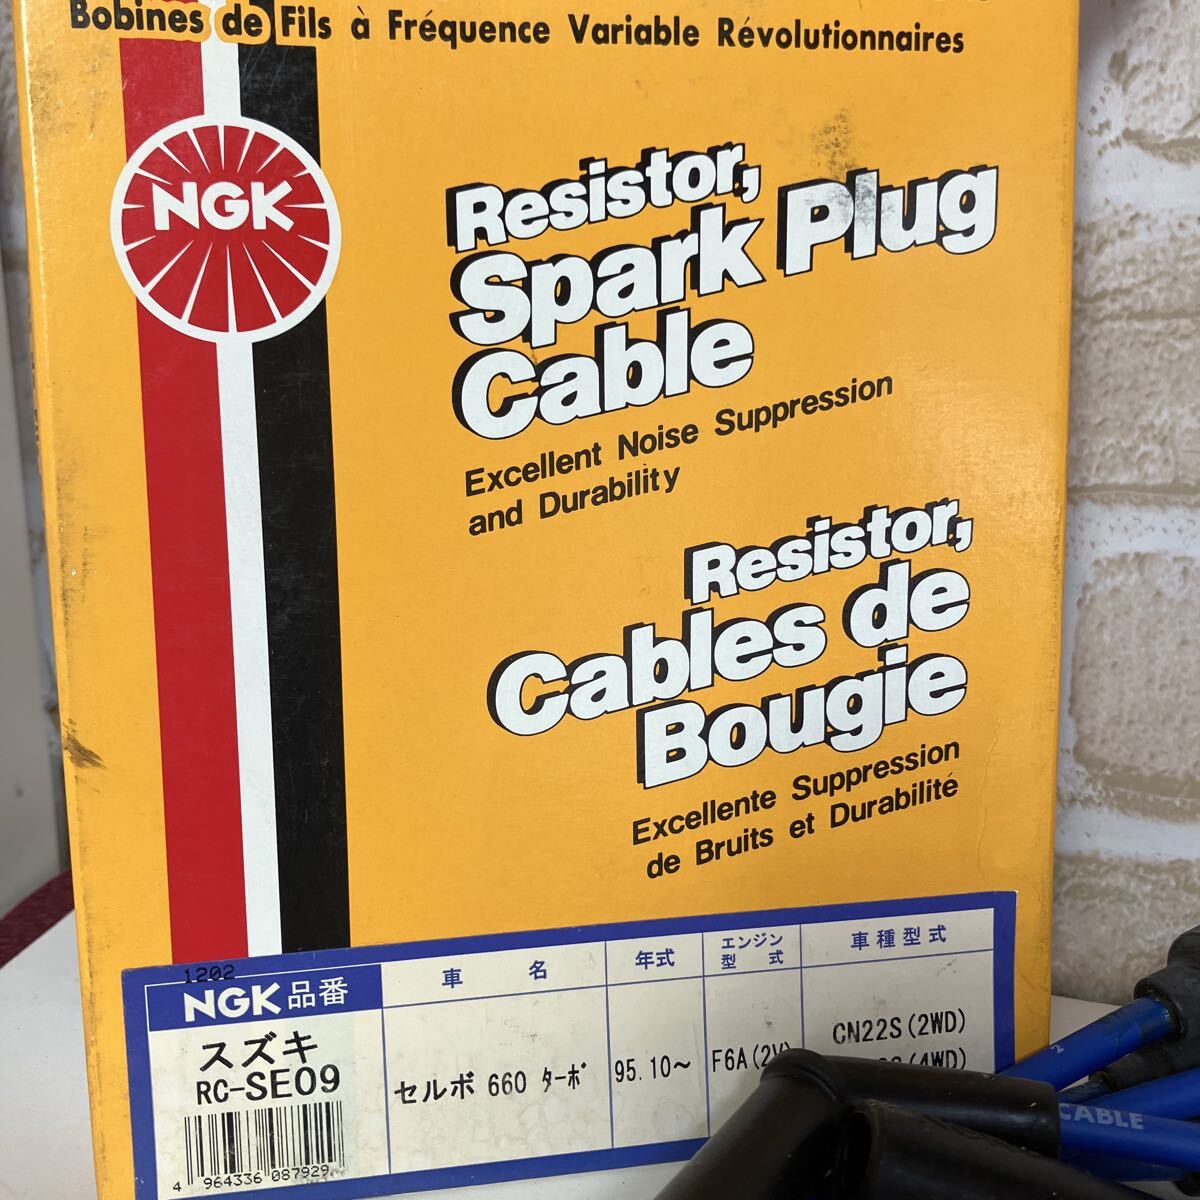 Bobines de Fils à Fréquence Variable Révolutionnaires
NGK
Resistor,
Spark Plug
Cable
Excellent Noise Suppression
and Durability
Resistor,
Cables de
Bougie
Excellente Suppression
de Bruits et Durabilité
1202
NGK品番
車名
年式
エンジン
型式
車種型式
スズキ
RC-SE09
セルボ 660 ターボ
95.10~
F6A(2V)
CN22S(2WD)
(4WD)
4 964336 087929
CABLE
2